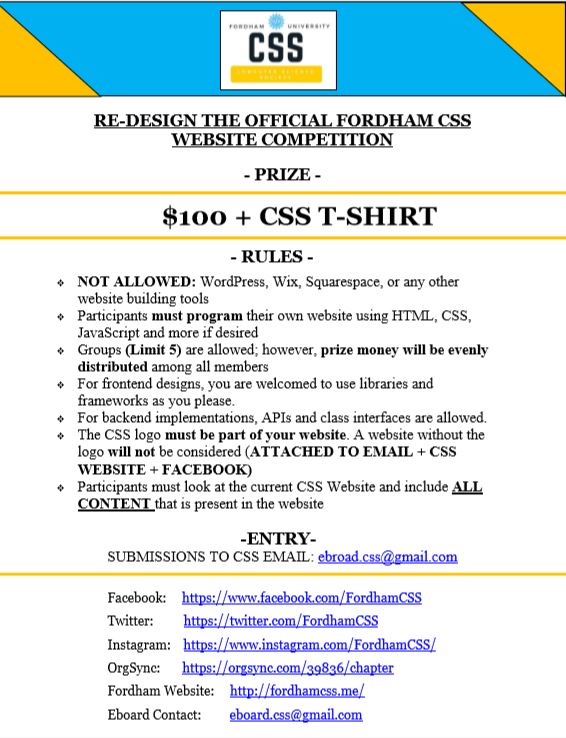 FORDHAM UNIVERSITY
CSS
COMPUTER SCIENCE
SOCIETY
RE-DESIGN THE OFFICIAL FORDHAM CSS
WEBSITE COMPETITION
- PRIZE -
$100 + CSS T-SHIRT
- RULES -
❖ NOT ALLOWED: WordPress, Wix, Squarespace, or any other
website building tools
❖ Participants must program their own website using HTML, CSS,
JavaScript and more if desired
❖ Groups (Limit 5) are allowed; however, prize money will be evenly
distributed among all members
❖ For frontend designs, you are welcomed to use libraries and
frameworks as you please.
❖ For backend implementations, APIs and class interfaces are allowed.
❖ The CSS logo must be part of your website. A website without the
logo will not be considered (ATTACHED TO EMAIL + CSS
WEBSITE + FACEBOOK)
❖ Participants must look at the current CSS Website and include ALL
CONTENT that is present in the website
-ENTRY-
SUBMISSIONS TO CSS EMAIL: ebroad.css@gmail.com
Facebook: https://www.facebook.com/FordhamCSS
Twitter: https://twitter.com/FordhamCSS
Instagram: https://www.instagram.com/FordhamCSS/
OrgSync: https://orgsync.com/39836/chapter
Fordham Website: http://fordhamcss.me/
Eboard Contact: eboard.css@gmail.com